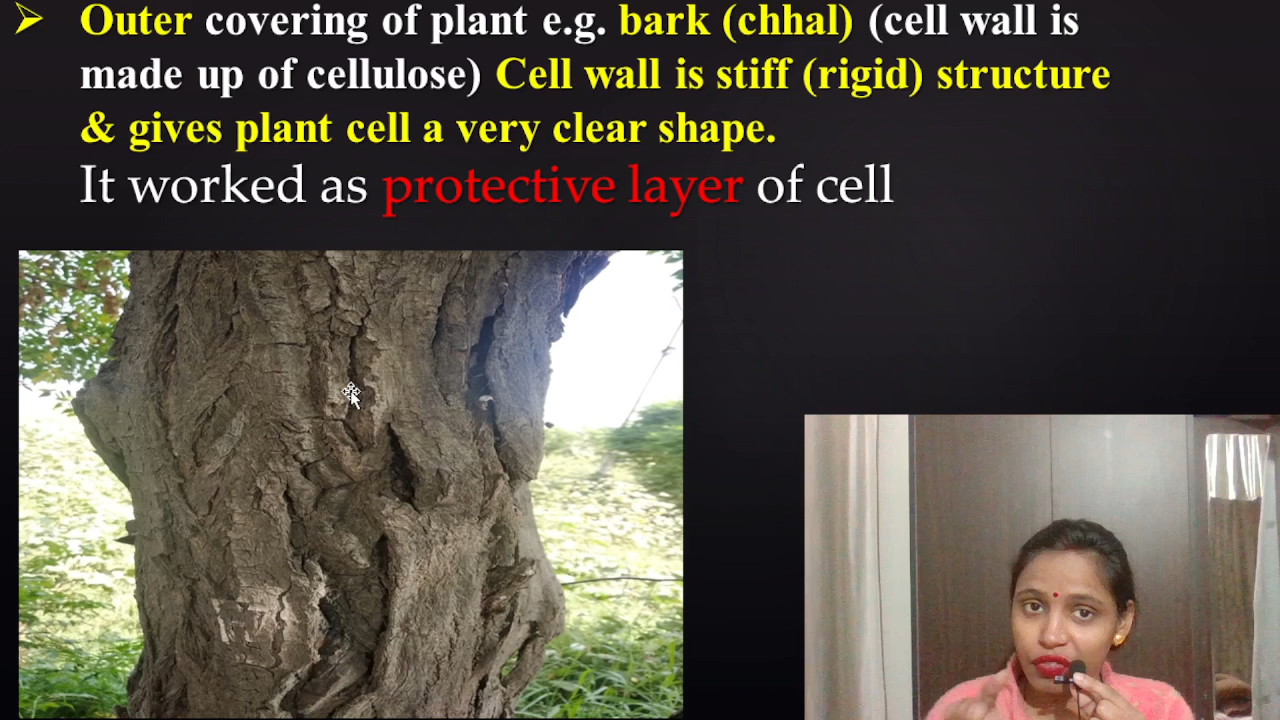 Outer covering of plant e.g. bark (chhal) (cell wall is
made up of cellulose) Cell wall is stiff (rigid) structure
& gives plant cell a very clear shape.
It worked as protective layer of cell